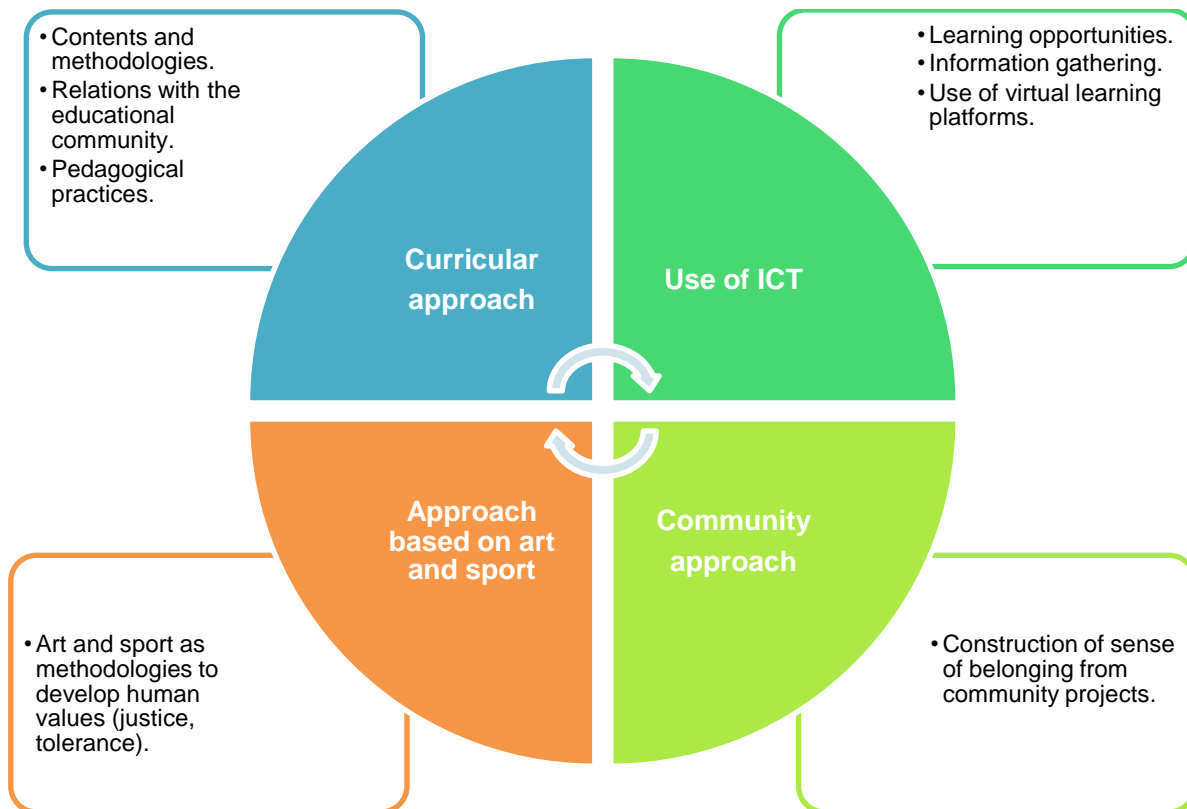 • Contents and
methodologies.
• Relations with the
educational
community.
• Pedagogical
practices.
• Learning opportunities.
• Information gathering.
• Use of virtual learning
platforms.
Curricular
approach
Use of ICT
Approach
based on art
and sport
Community
approach
• Art and sport as
methodologies to
develop human
values (justice,
tolerance).
• Construction of sense
of belonging from
community projects.